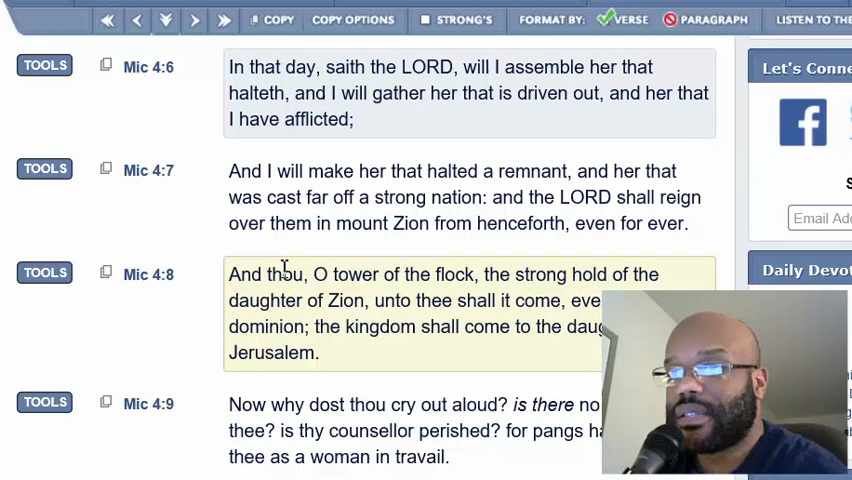 COPY COPY OPTIONS STRONG'S FORMAT BY: VERSE PARAGRAPH LISTEN TO THE
TOOLS Mic 4:6 In that day, saith the LORD, will I assemble her that
halteth, and I will gather her that is driven out, and her that
I have afflicted;
TOOLS Mic 4:7 And I will make her that halted a remnant, and her that
was cast far off a strong nation: and the LORD shall reign
over them in mount Zion from henceforth, even for ever.
TOOLS Mic 4:8 And thou, O tower of the flock, the strong hold of the
daughter of Zion, unto thee shall it come, eve
dominion; the kingdom shall come to the daug
Jerusalem.
TOOLS Mic 4:9 Now why dost thou cry out aloud? is there no
thee? is thy counsellor perished? for pangs ha
thee as a woman in travail.
Let's Conne
S
Email Add
Daily Devot